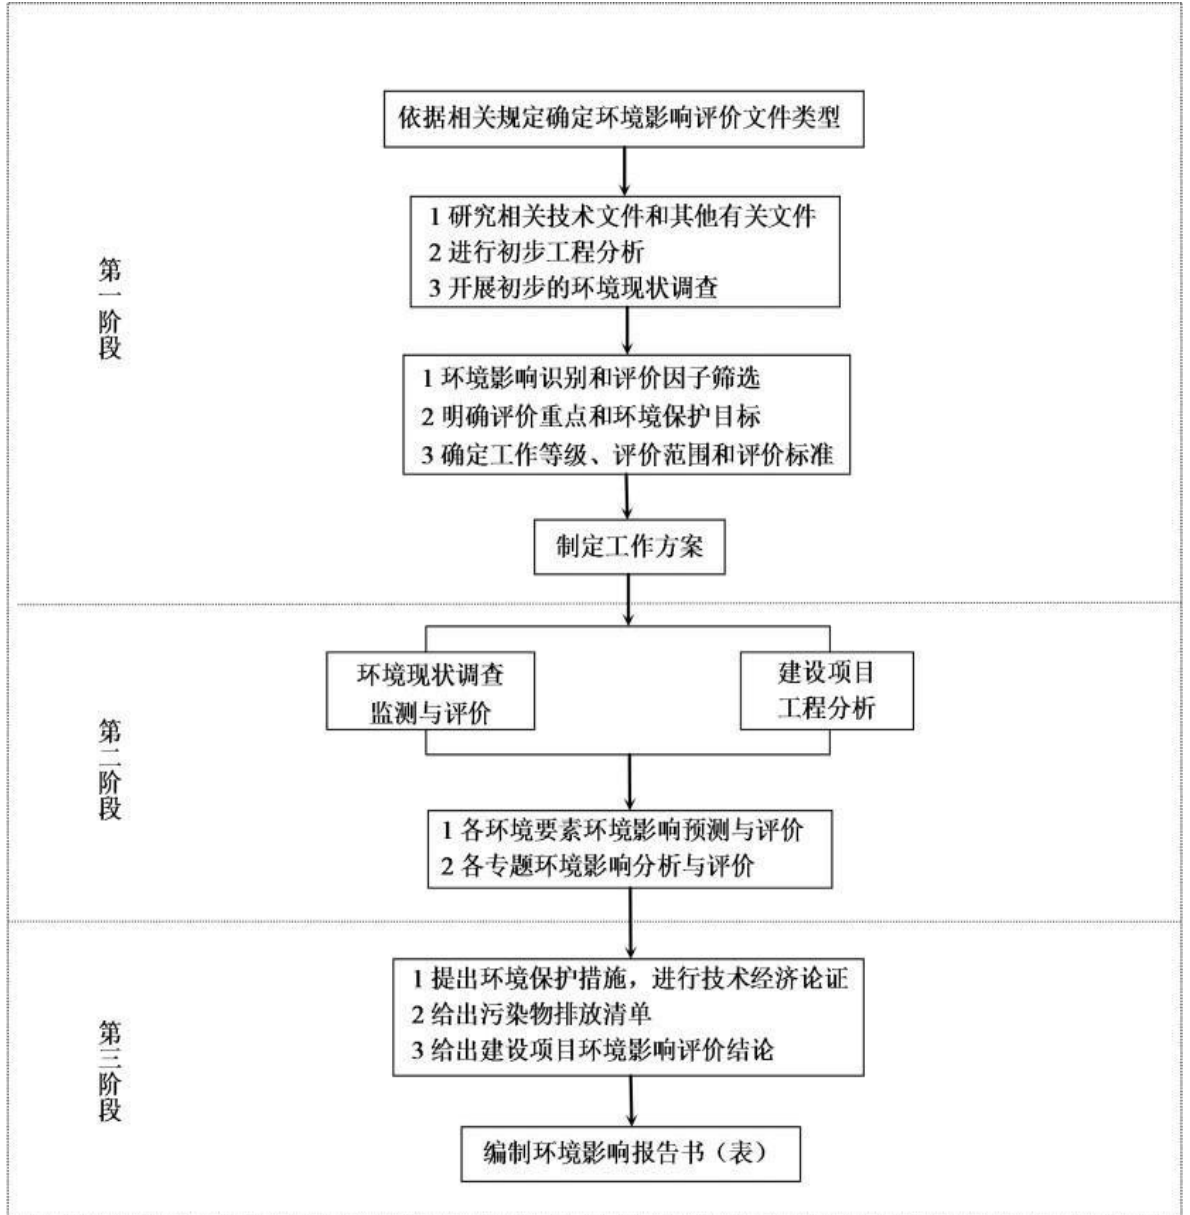 依据相关规定确定环境影响评价文件类型
1 研究相关技术文件和其他有关文件
2 进行初步工程分析
3 开展初步的环境现状调查
第一阶段
1 环境影响识别和评价因子筛选
2 明确评价重点和环境保护目标
3 确定工作等级、评价范围和评价标准
制定工作方案
环境现状调查
监测与评价
建设项目
工程分析
第二阶段
1 各环境要素环境影响预测与评价
2 各专题环境影响分析与评价
1 提出环境保护措施，进行技术经济论证
2 给出污染物排放清单
3 给出建设项目环境影响评价结论
第三阶段
编制环境影响报告书（表）